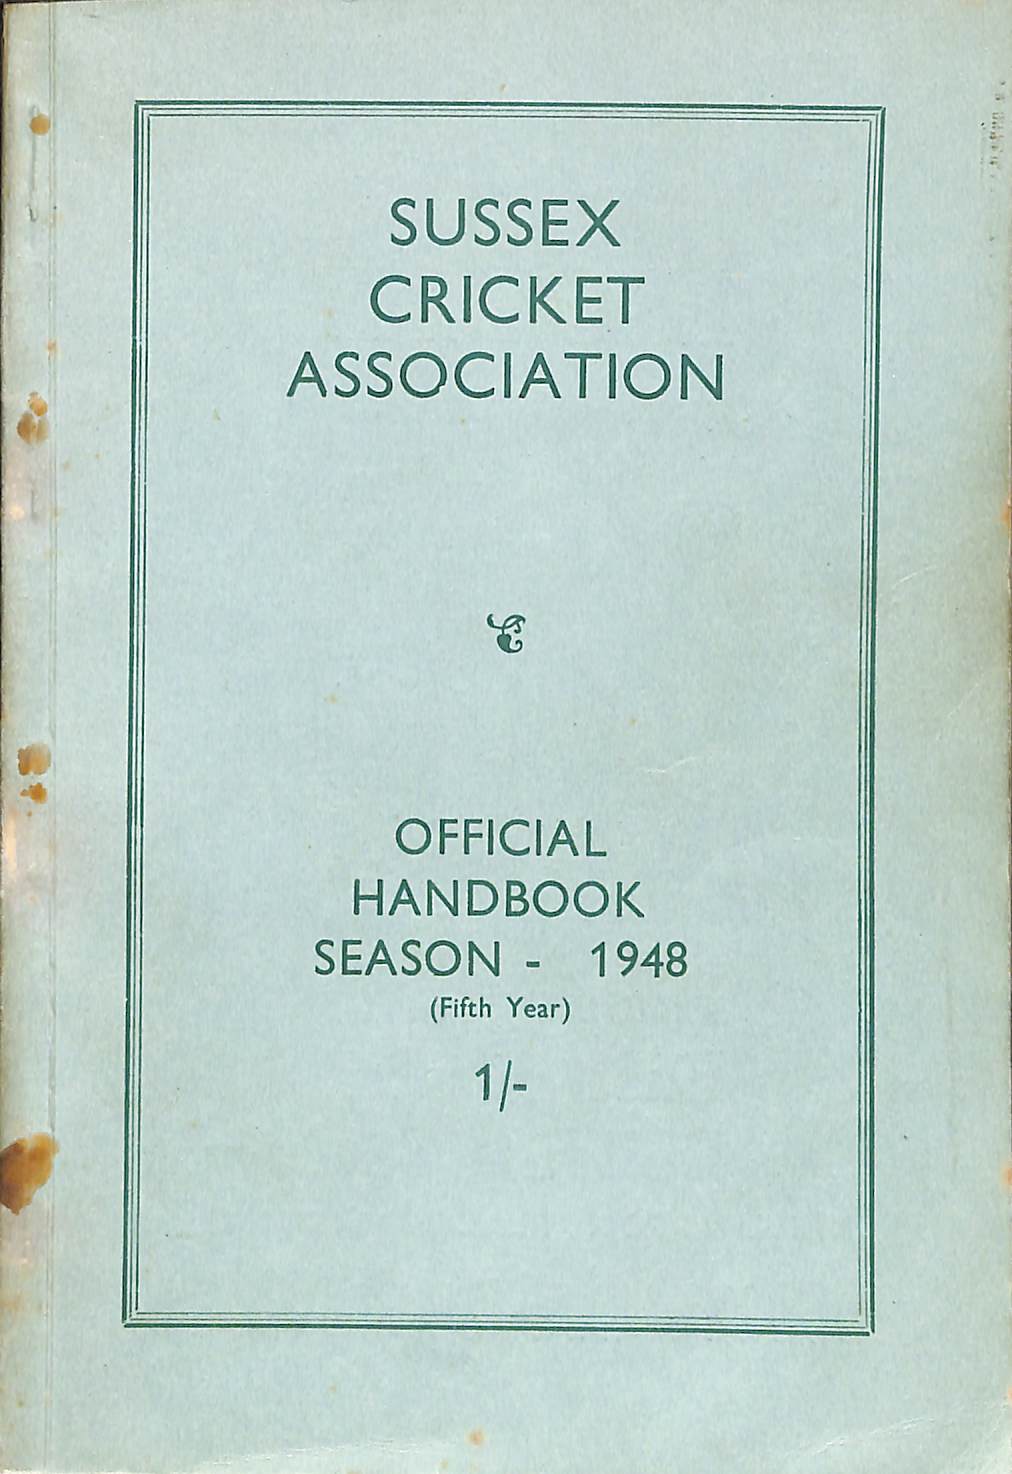 SUSSEX
CRICKET
ASSOCIATION
OFFICIAL
HANDBOOK
SEASON - 1948
(Fifth Year)
1/-